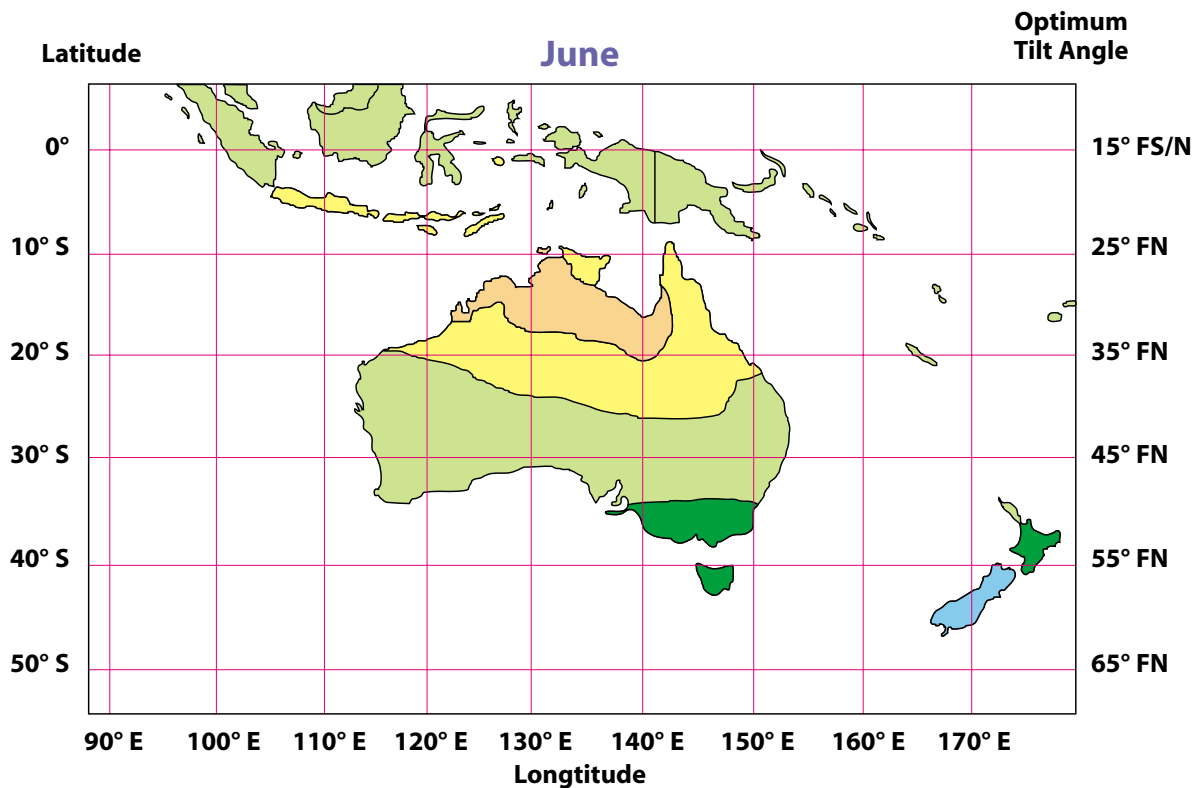 Optimum
Latitude June Tilt Angle
0° 15° FS/N
10° S 25° FN
20° S 35° FN
30° S 45° FN
40° S 55° FN
50° S 65° FN
90° E 100° E 110° E 120° E 130° E 140° E 150° E 160° E 170° E
Longtitude